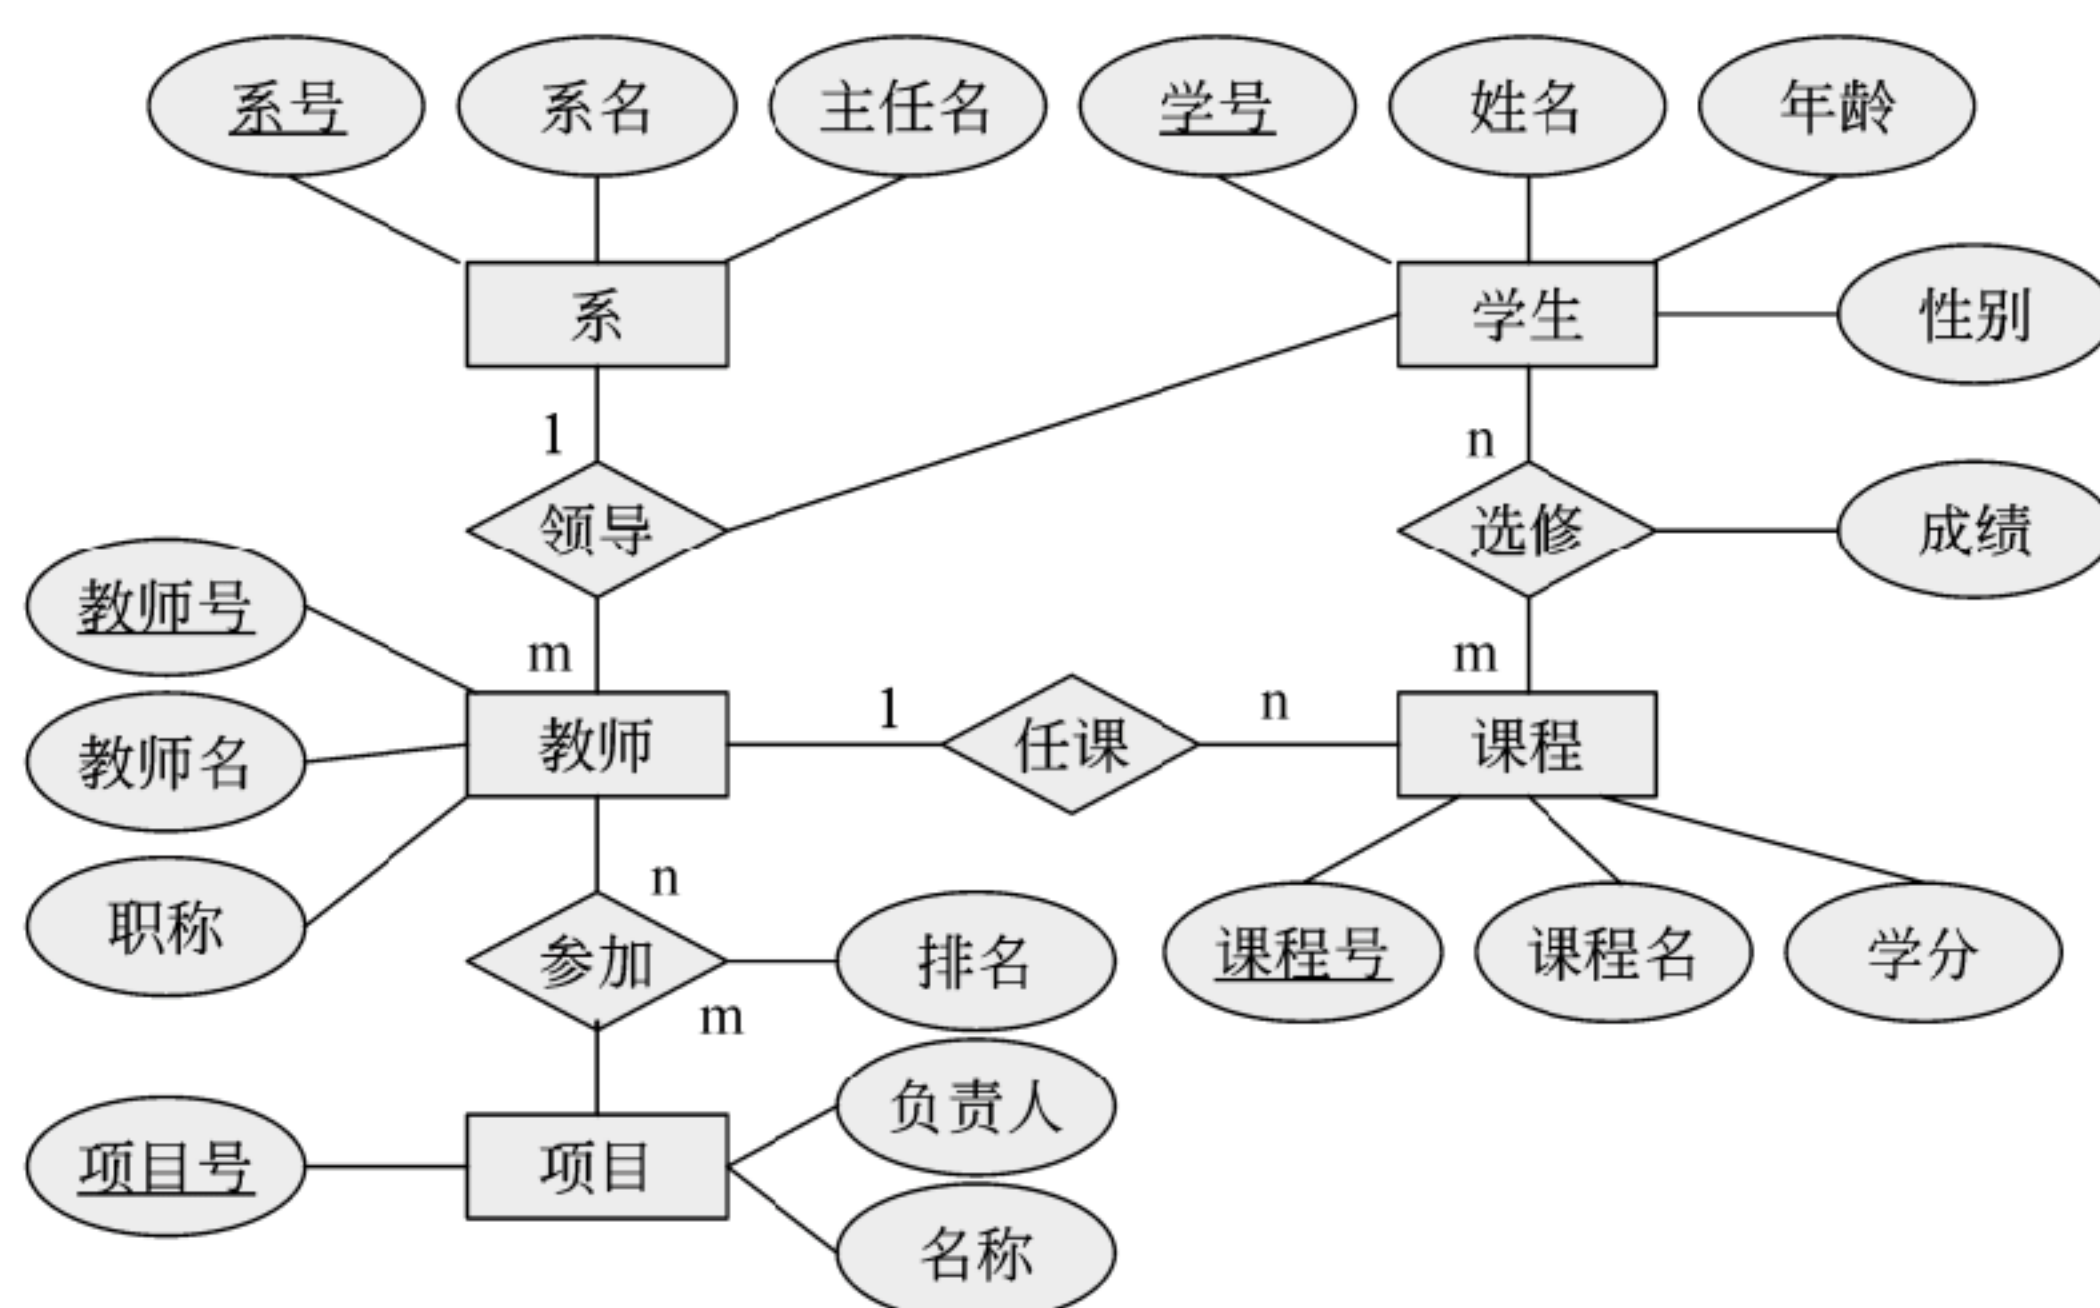 系号 系名 主任名 学号 姓名 年龄
系 学生 性别
1 n
领导 选修 成绩
教师号
m m
教师名 教师 1 任课 n 课程
职称 n
参加 排名 课程号 课程名 学分
m
负责人
项目号 项目
名称